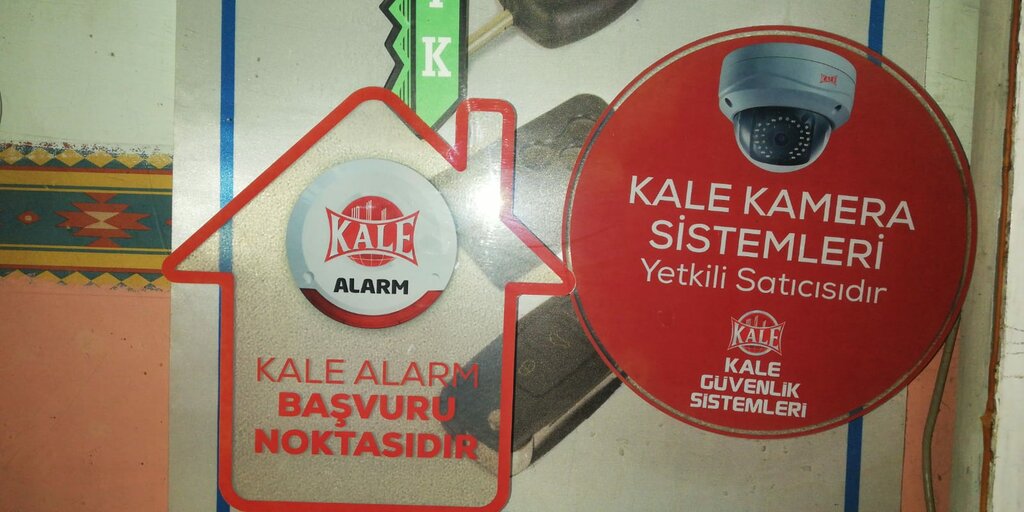 K
KALE
ALARM
KALE ALARM
BAŞVURU
NOKTASIDIR
KALE
KALE KAMERA
SİSTEMLERİ
Yetkili Satıcısıdır
KALE
KALE
GÜVENLİK
SİSTEMLERİ